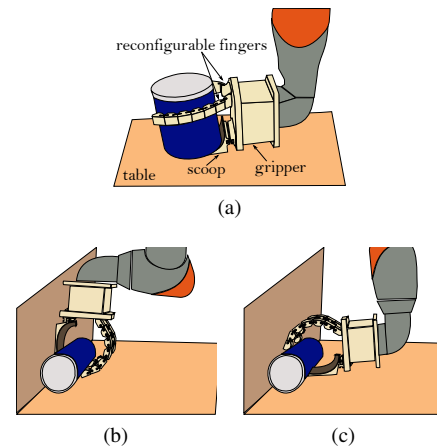 reconfigurable fingers
table
scoop
gripper
(a)
(b)
(c)